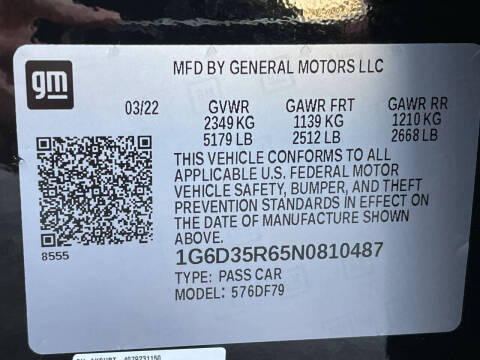 gm
MFD BY GENERAL MOTORS LLC
03/22 GVWR GAWR FRT GAWR RR
2349 KG 1139 KG 1210 KG
5179 LB 2512 LB 2668 LB
THIS VEHICLE CONFORMS TO ALL
APPLICABLE U.S. FEDERAL MOTOR
VEHICLE SAFETY, BUMPER, AND THEFT
PREVENTION STANDARDS IN EFFECT ON
THE DATE OF MANUFACTURE SHOWN
ABOVE.
8555
1G6D35R65N0810487
TYPE: PASS CAR
MODEL: 576DF79